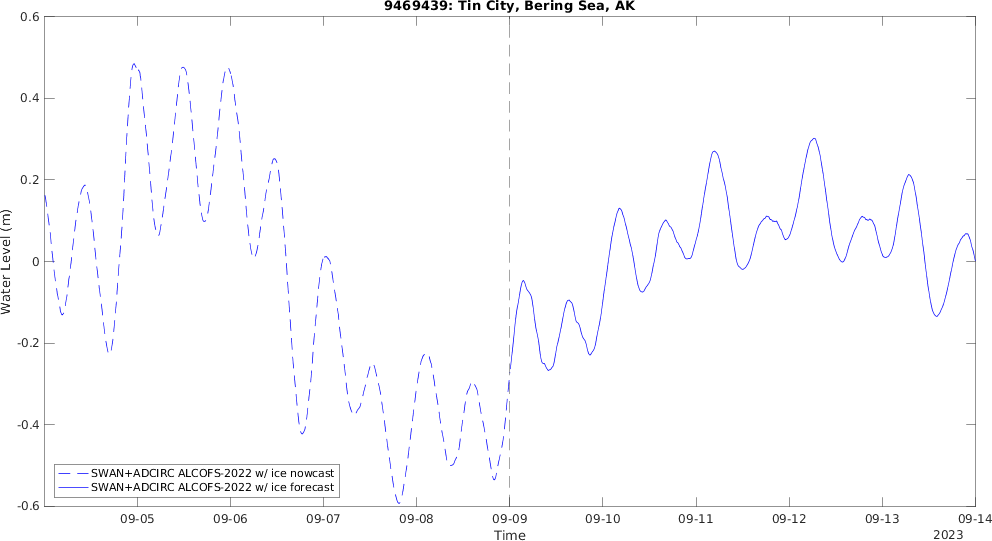 9469439: Tin City, Bering Sea, AK
0.6
0.4
0.2
0
-0.2
-0.4
-0.6
Water Level (m)
SWAN+ADCIRC ALCOFS-2022 w/ ice nowcast
SWAN+ADCIRC ALCOFS-2022 w/ ice forecast
09-05 09-06 09-07 09-08 09-09 09-10 09-11 09-12 09-13 09-14
Time
2023